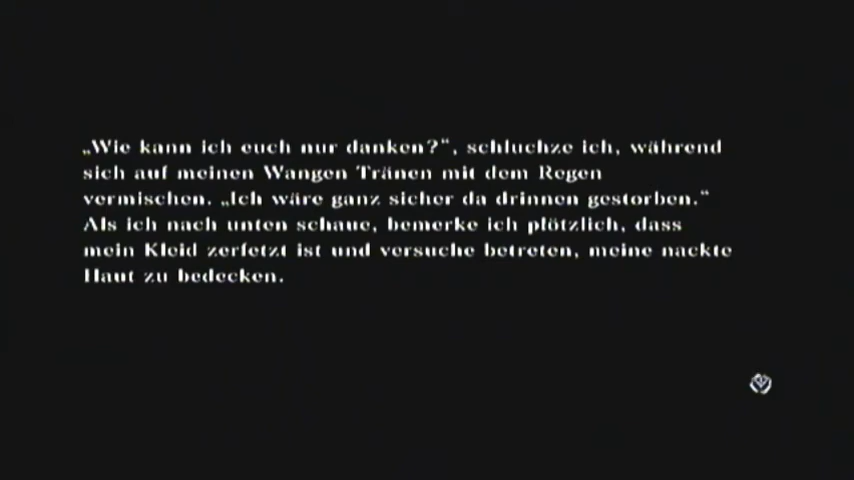 „Wie kann ich euch nur danken?“, schluchze ich, während
sich auf meinen Wangen Tränen mit dem Regen
vermischen. „Ich wäre ganz sicher da drinnen gestorben.“
Als ich nach unten schaue, bemerke ich plötzlich, dass
mein Kleid zerfetzt ist und versuche betreten, meine nackte
Haut zu bedecken.